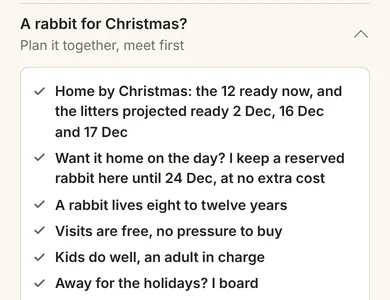 A rabbit for Christmas?
Plan it together, meet first
Home by Christmas: the 12 ready now, and
the litters projected ready 2 Dec, 16 Dec
and 17 Dec
Want it home on the day? I keep a reserved
rabbit here until 24 Dec, at no extra cost
A rabbit lives eight to twelve years
Visits are free, no pressure to buy
Kids do well, an adult in charge
Away for the holidays? I board